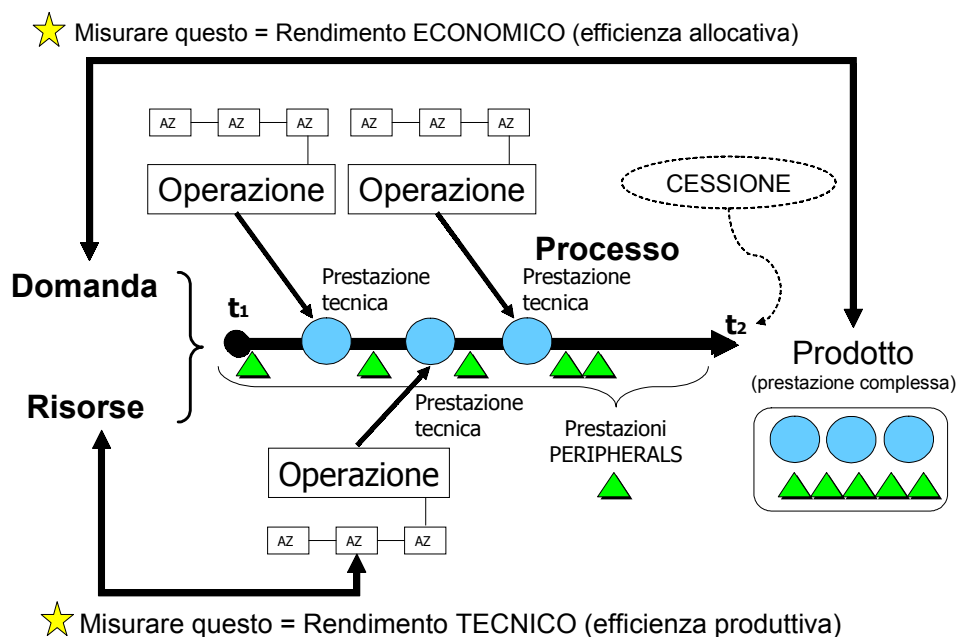 Misurare questo = Rendimento ECONOMICO (efficienza allocativa)
AZ AZ AZ
AZ AZ AZ
Operazione
Operazione
CESSIONE
Processo
Domanda
Prestazione
tecnica
Prestazione
tecnica
t1
t2
Prodotto
(prestazione complessa)
Risorse
Prestazione
tecnica
Prestazioni
PERIPHERALS
Operazione
AZ AZ AZ
Misurare questo = Rendimento TECNICO (efficienza produttiva)